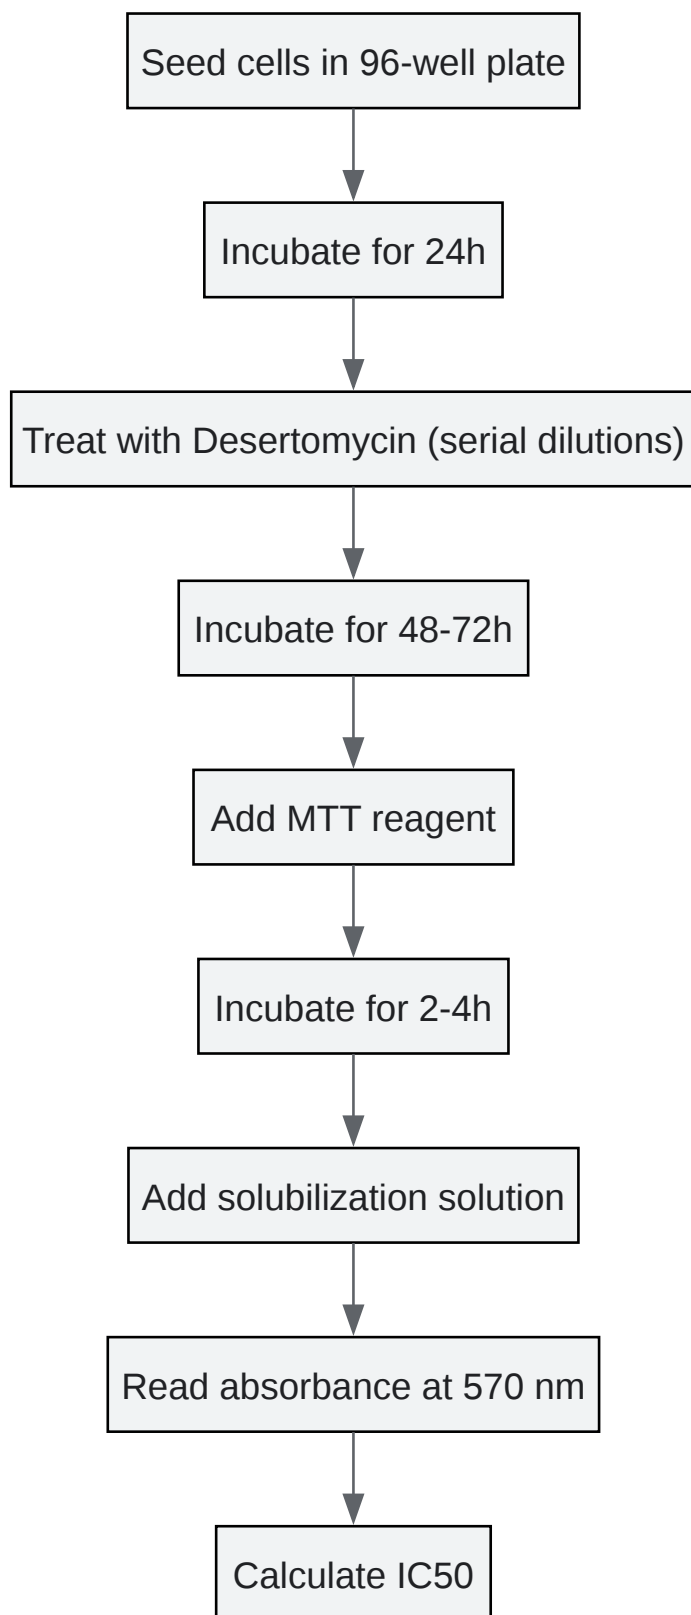 Seed cells in 96-well plate
Incubate for 24h
Treat with Desertomycin (serial dilutions)
Incubate for 48-72h
Add MTT reagent
Incubate for 2-4h
Add solubilization solution
Read absorbance at 570 nm
Calculate IC50